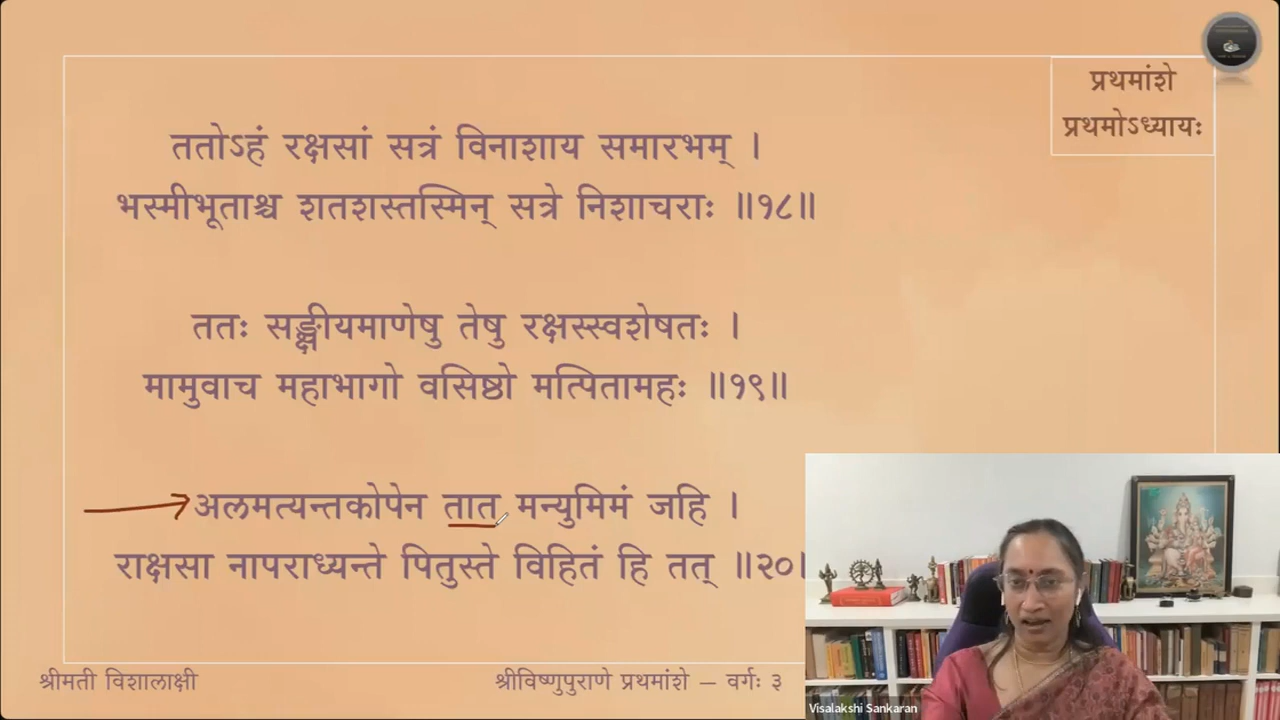 प्रथमांशे
प्रथमोऽध्यायः
ततोऽहं रक्षसां सत्रं विनाशाय समारभम् ।
भस्मीभूताश्च शतशस्तस्मिन् सत्रे निशाचराः ॥१८॥
ततः सङ्क्षीयमाणेषु तेषु रक्षस्स्वशेषतः ।
मामुवाच महाभागो वसिष्ठो मत्पितामहः ॥१९॥
अलमत्यन्तकोपेन तात मन्युमिमं जहि ।
राक्षसा नापराध्यन्ते पितुस्ते विहितं हि तत् ॥२०॥
श्रीमती विशालाक्षी
श्रीविष्णुपुराणे प्रथमांशे – वर्गः ३
Visalakshi Sankaran